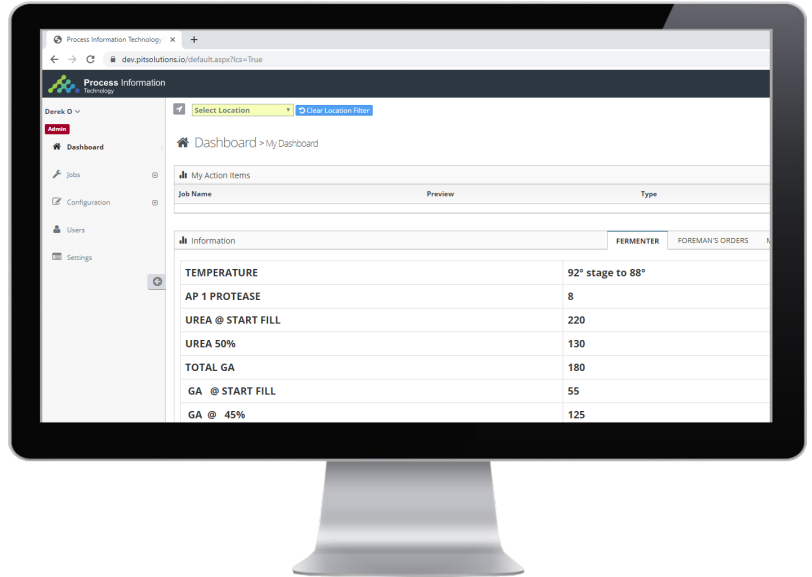 Process Information Technology
dev.pitsolutions.io/default.aspx?lcs=True
Process Information
Technology
Derek O
Select Location
Clear Location Filter
Admin
Dashboard
Dashboard > My Dashboard
Jobs
My Action Items
Job Name Preview Type
Configuration
Users
Information FERMENTER FOREMAN'S ORDERS M
Settings
TEMPERATURE 92° stage to 88°
AP 1 PROTEASE 8
UREA @ START FILL 220
UREA 50% 130
TOTAL GA 180
GA @ START FILL 55
GA @ 45% 125